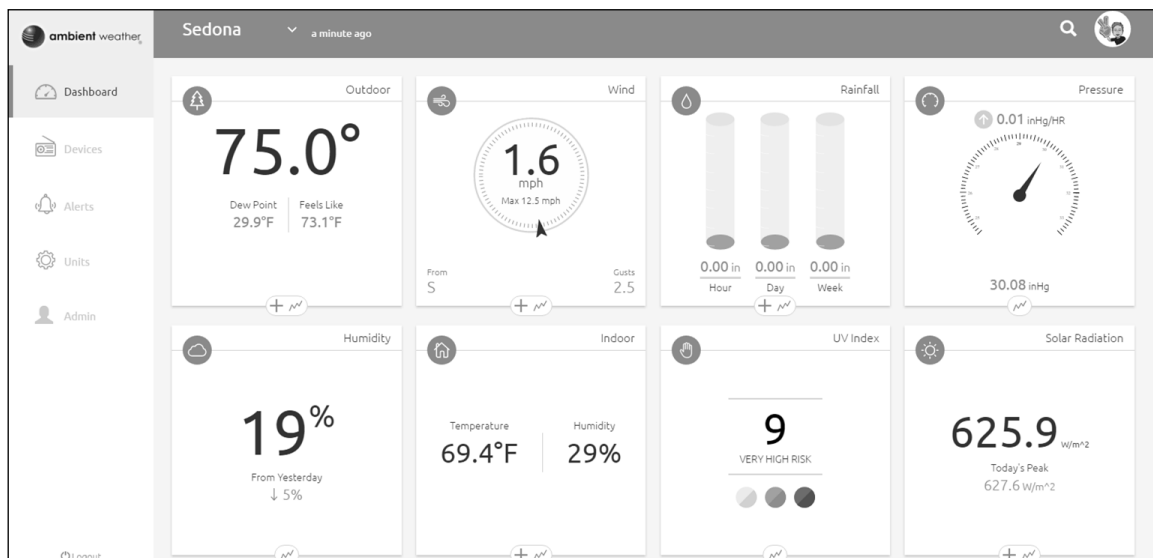 ambient weather
Sedona
a minute ago
Dashboard
Devices
Alerts
Units
Admin
Logout
Outdoor
75.0°
Dew Point
29.9°F
Feels Like
73.1°F
Wind
1.6
mph
Max 12.5 mph
From
S
Gusts
2.5
Rainfall
0.00 in
Hour
0.00 in
Day
0.00 in
Week
Pressure
0.01 inHg/HR
30.08 inHg
Humidity
19%
From Yesterday
↓ 5%
Indoor
Temperature
69.4°F
Humidity
29%
UV Index
9
VERY HIGH RISK
Solar Radiation
625.9 W/m^2
Today's Peak
627.6 W/m^2